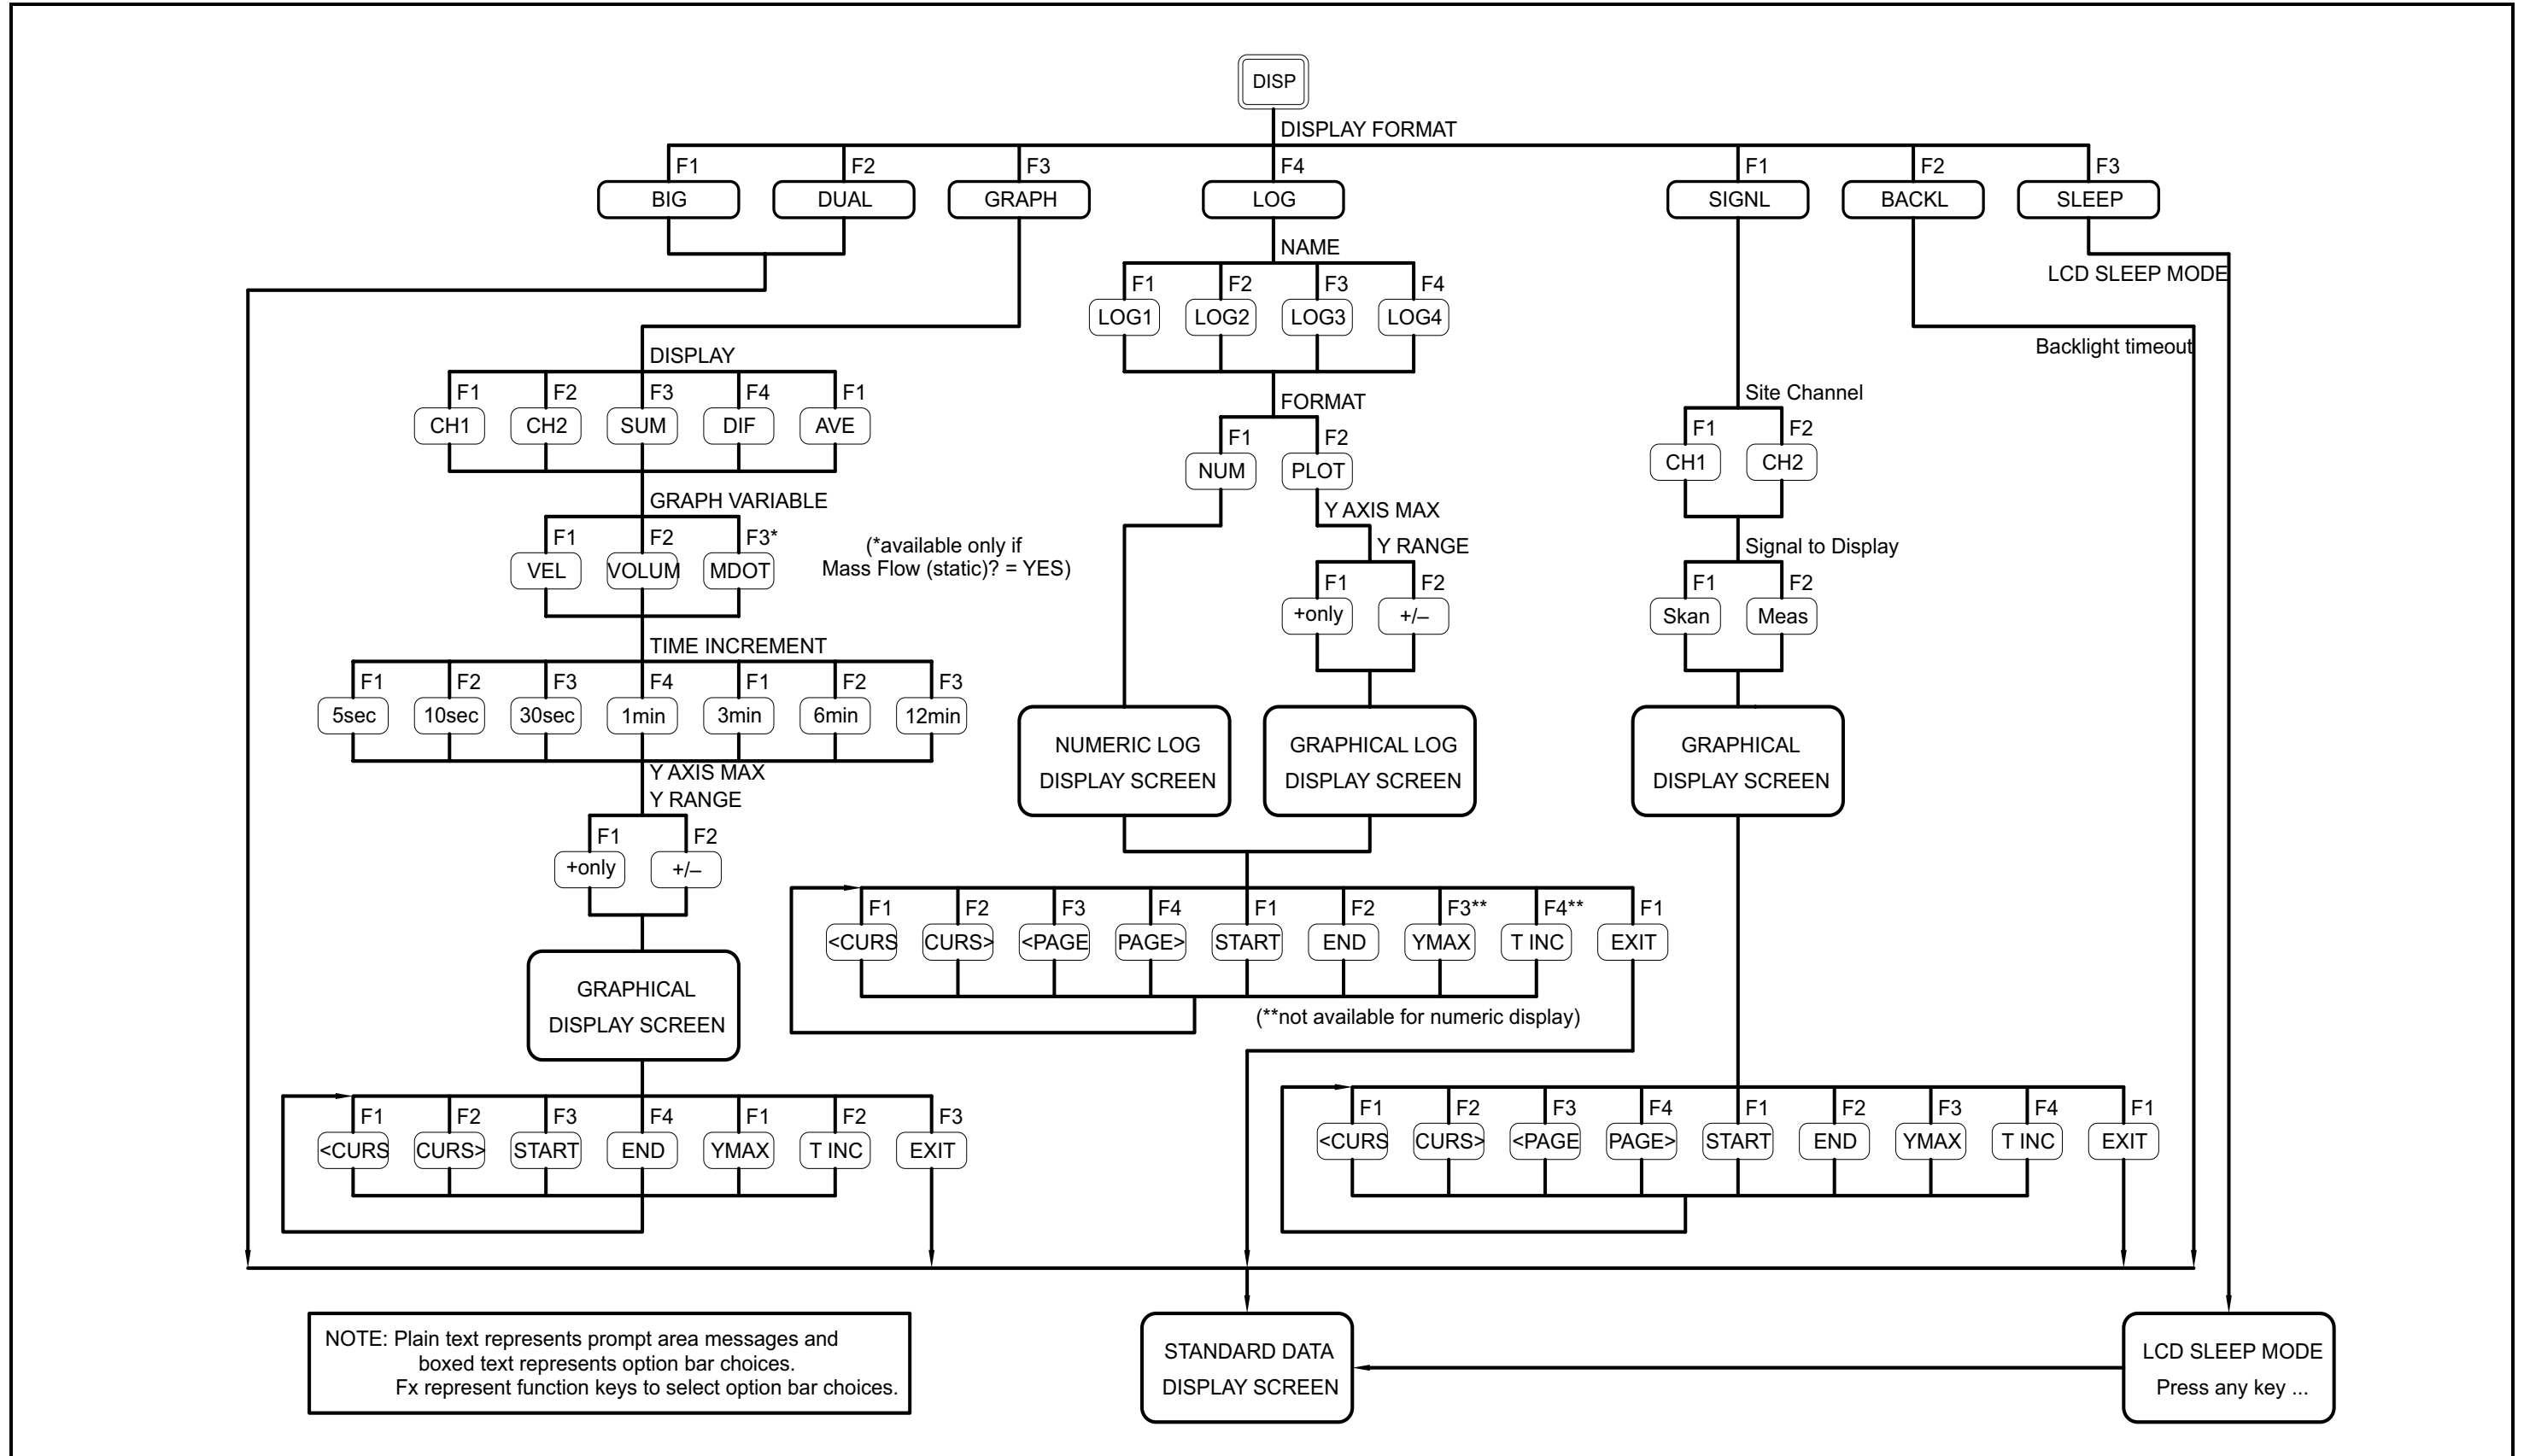 DISP
DISPLAY FORMAT
F1 F2 F3 F4 F1 F2 F3
BIG DUAL GRAPH LOG SIGNL BACKL SLEEP
NAME
LCD SLEEP MODE
F1 F2 F3 F4
LOG1 LOG2 LOG3 LOG4
DISPLAY
Backlight timeout
F1 F2 F3 F4 F1
CH1 CH2 SUM DIF AVE
FORMAT
Site Channel
F1 F2
NUM PLOT
F1 F2
CH1 CH2
GRAPH VARIABLE
Y AXIS MAX
F1 F2 F3*
VEL VOLUM MDOT
(*available only if
Mass Flow (static)? = YES)
Y RANGE
Signal to Display
F1 F2
+only +/–
F1 F2
Skan Meas
TIME INCREMENT
F1 F2 F3 F4 F1 F2 F3
5sec 10sec 30sec 1min 3min 6min 12min
NUMERIC LOG
DISPLAY SCREEN
GRAPHICAL LOG
DISPLAY SCREEN
GRAPHICAL
DISPLAY SCREEN
Y AXIS MAX
Y RANGE
F1 F2
+only +/–
F1 F2 F3 F4 F1 F2 F3** F4** F1
<CURS CURS> <PAGE PAGE> START END YMAX T INC EXIT
(**not available for numeric display)
GRAPHICAL
DISPLAY SCREEN
F1 F2 F3 F4 F1 F2 F3
<CURS CURS> START END YMAX T INC EXIT
F1 F2 F3 F4 F1 F2 F3 F4 F1
<CURS CURS> <PAGE PAGE> START END YMAX T INC EXIT
NOTE: Plain text represents prompt area messages and
boxed text represents option bar choices.
Fx represent function keys to select option bar choices.
STANDARD DATA
DISPLAY SCREEN
LCD SLEEP MODE
Press any key ...